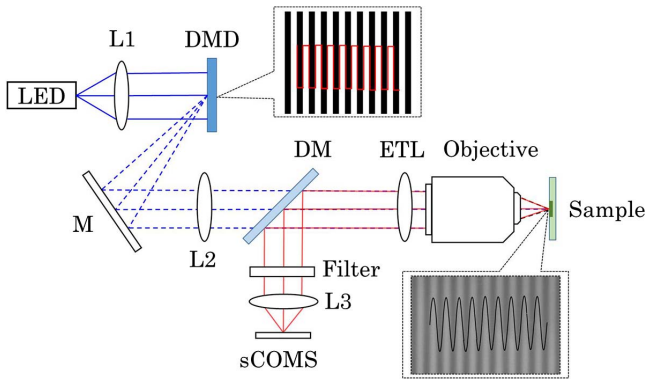 L1
DMD
LED
DM
ETL
Objective
M
L2
Sample
Filter
L3
sCOMS